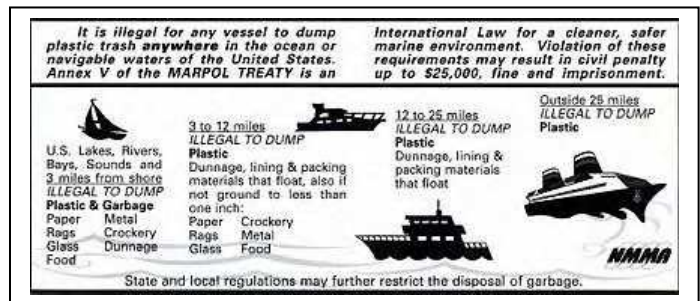 It is illegal for any vessel to dump
plastic trash anywhere in the ocean or
navigable waters of the United States.
Annex V of the MARPOL TREATY is an
International Law for a cleaner, safer
marine environment. Violation of these
requirements may result in civil penalty
up to $25,000, fine and imprisonment.
U.S. Lakes, Rivers,
Bays, Sounds and
3 miles from shore
ILLEGAL TO DUMP
Plastic & Garbage
Paper Metal
Rags Crockery
Glass Dunnage
Food
3 to 12 miles
ILLEGAL TO DUMP
Plastic
Dunnage, lining & packing
materials that float, also if
not ground to less than
one inch:
Paper Crockery
Rags Metal
Glass Food
12 to 25 miles
ILLEGAL TO DUMP
Plastic
Dunnage, lining &
packing materials
that float
Outside 25 miles
ILLEGAL TO DUMP
Plastic
NMMA
State and local regulations may further restrict the disposal of garbage.